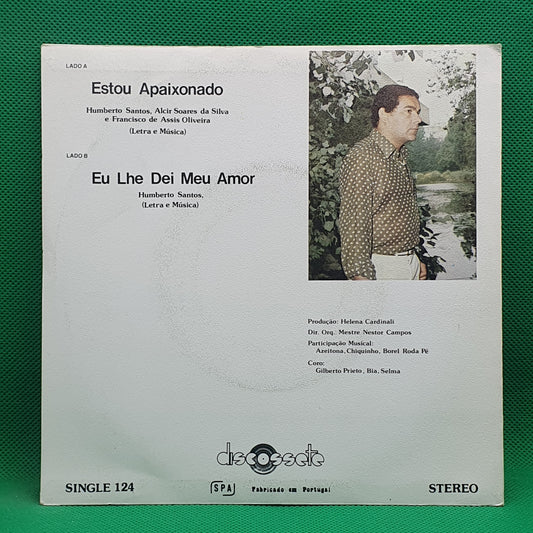 LADO A
Estou Apaixonado
Humberto Santos, Alcir Soares da Silva
e Francisco de Assis Oliveira
(Letra e Música)
LADO B
Eu Lhe Dei Meu Amor
Humberto Santos,
(Letra e Música)
Produção: Helena Cardinali
Dir. Orq.: Mestre Nestor Campos
Participação Musical:
Azeitona, Chiquinho, Borel Roda Pê
Coro:
Gilberto Prieto, Bia, Selma
discossete
SINGLE 124
SPA
Fabricado em Portugal
STEREO